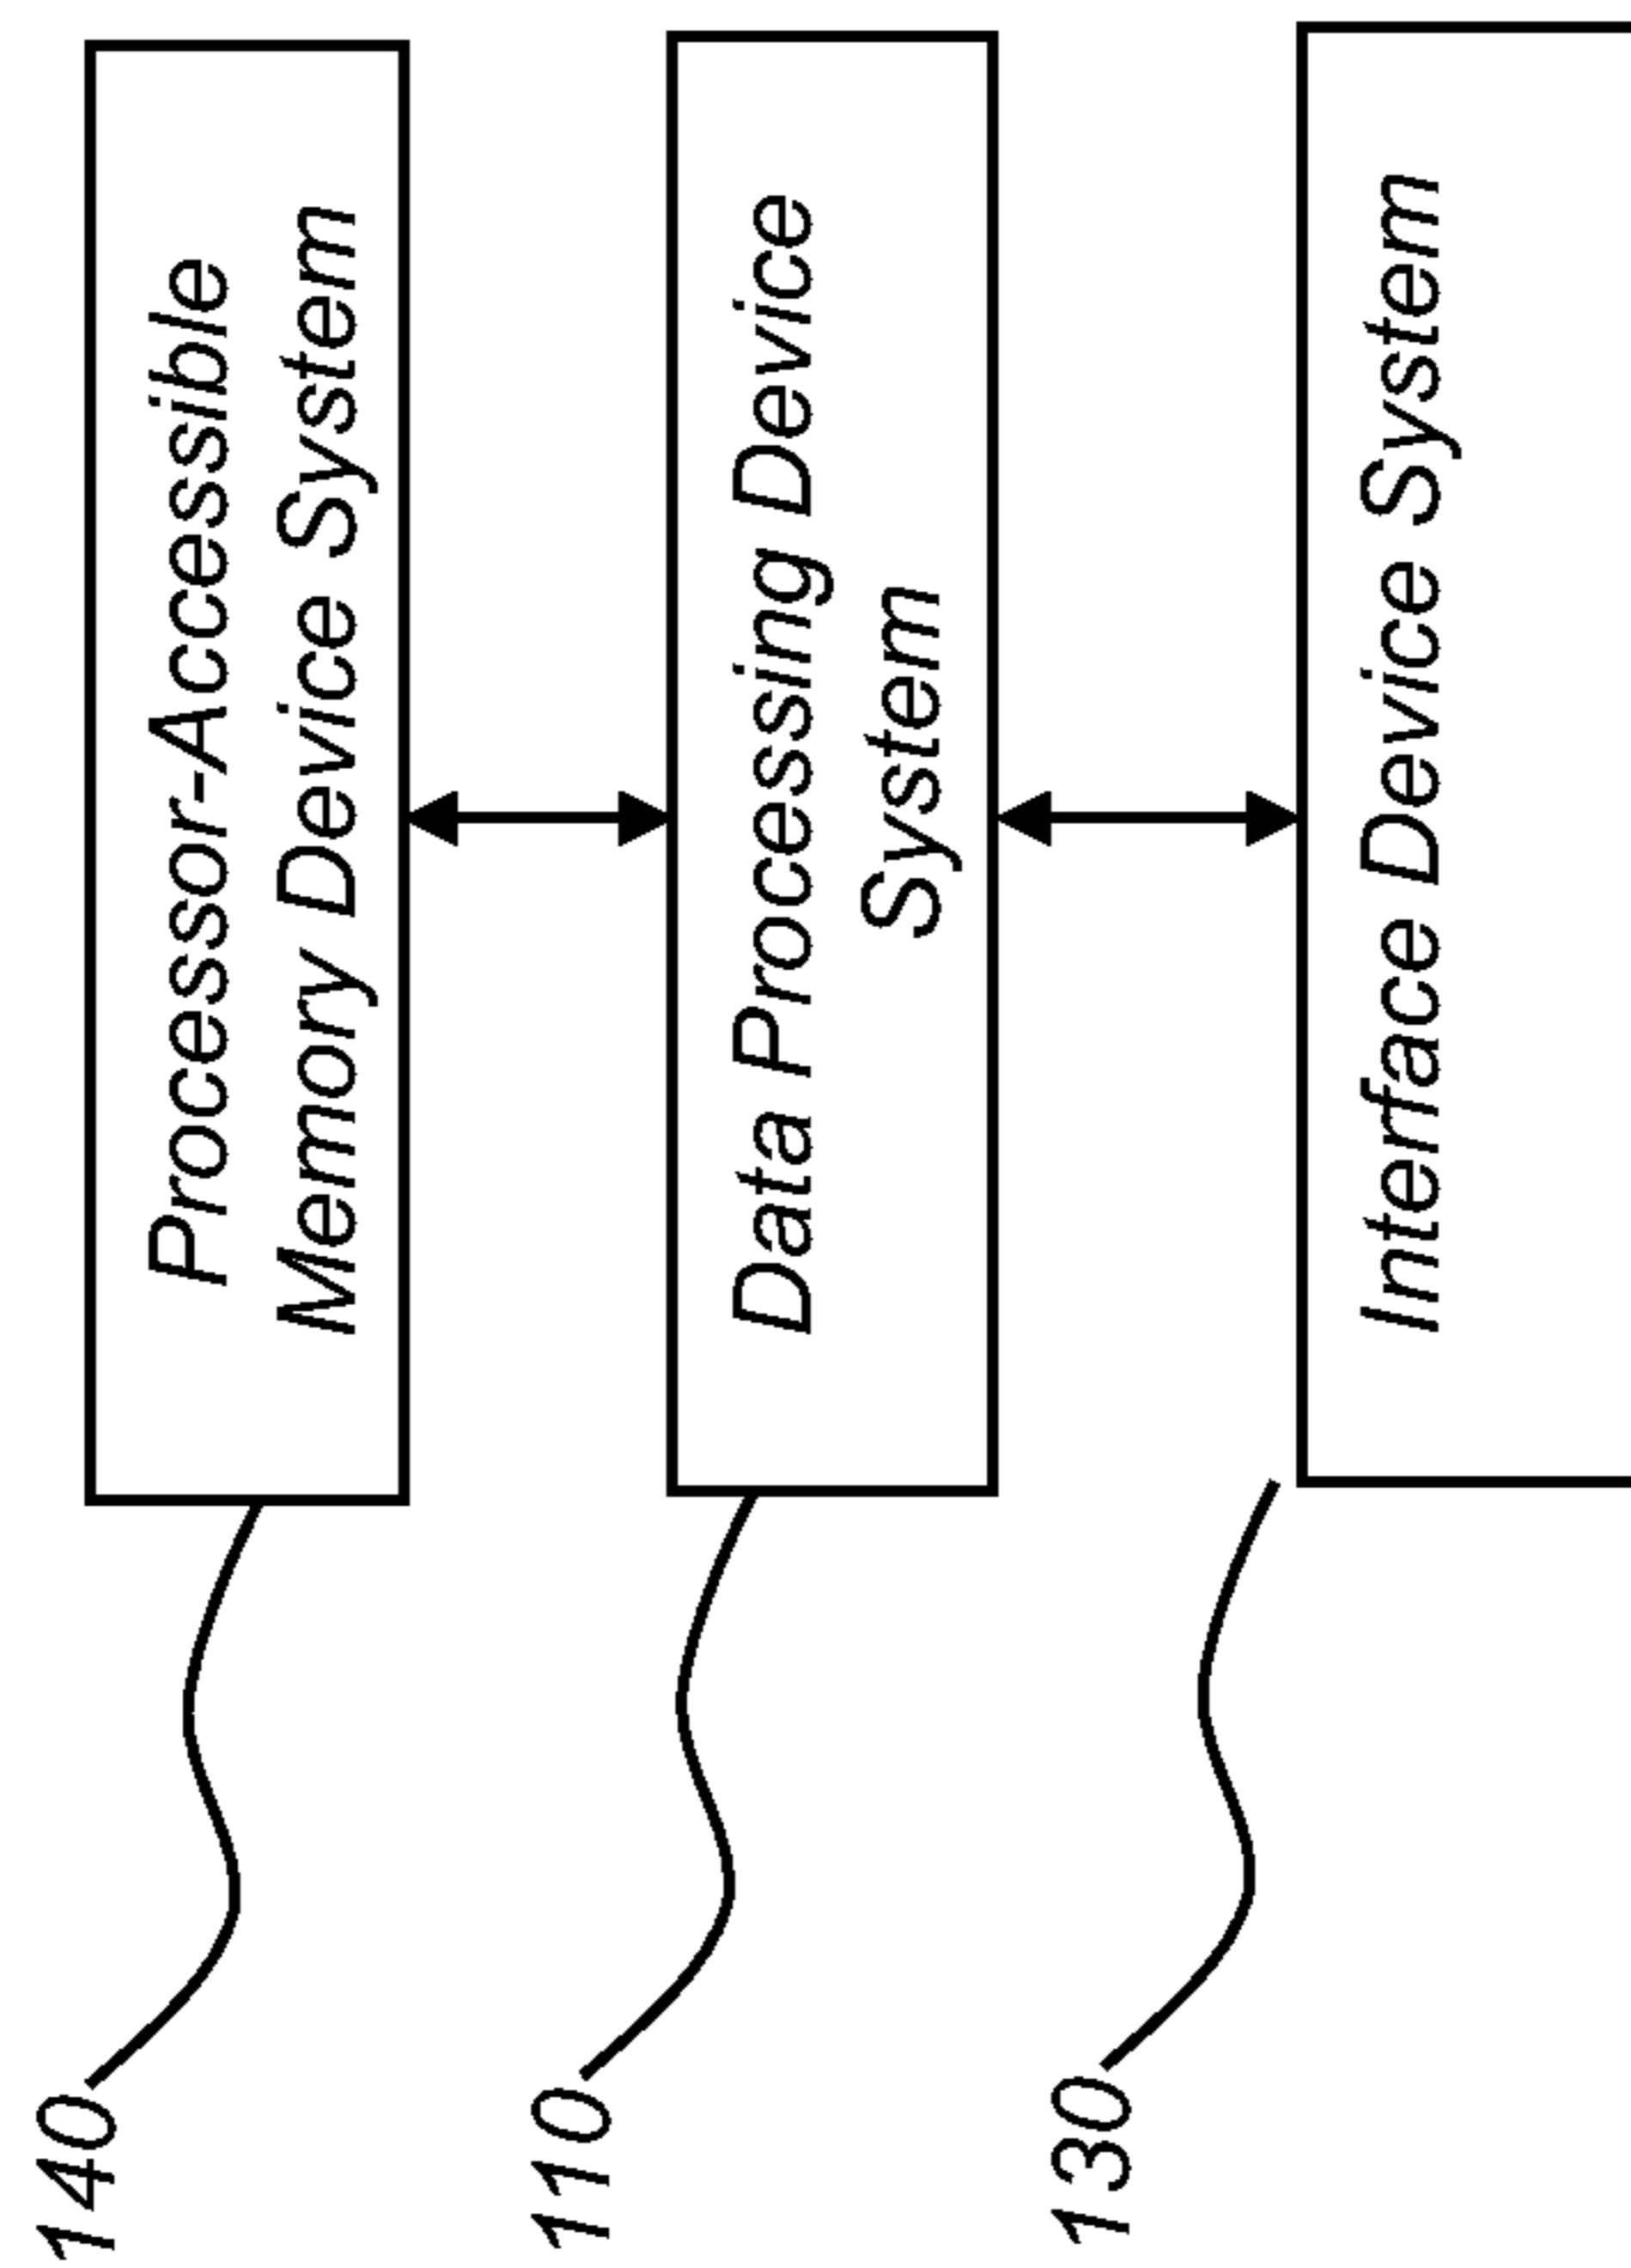 140
Processor-Accessible
Memory Device System
110
Data Processing Device
System
130
Interface Device System